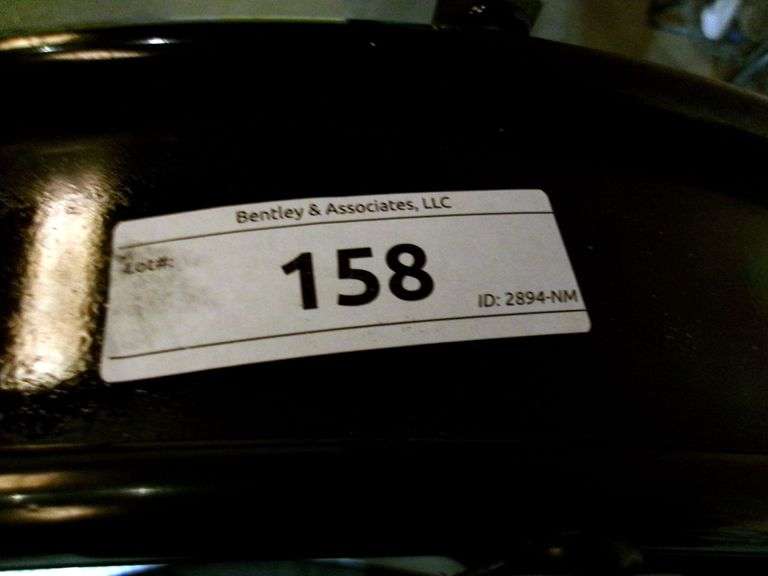 Bentley & Associates, LLC
Lot#:
158
ID: 2894-NM